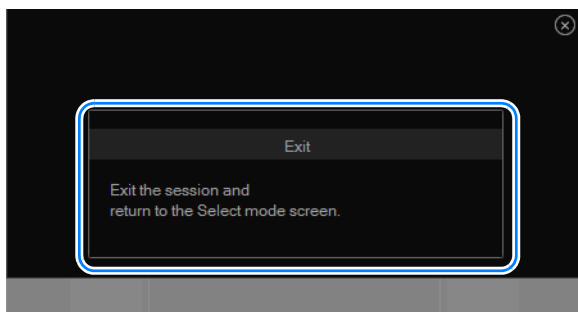 Exit
Exit the session and
return to the Select mode screen.